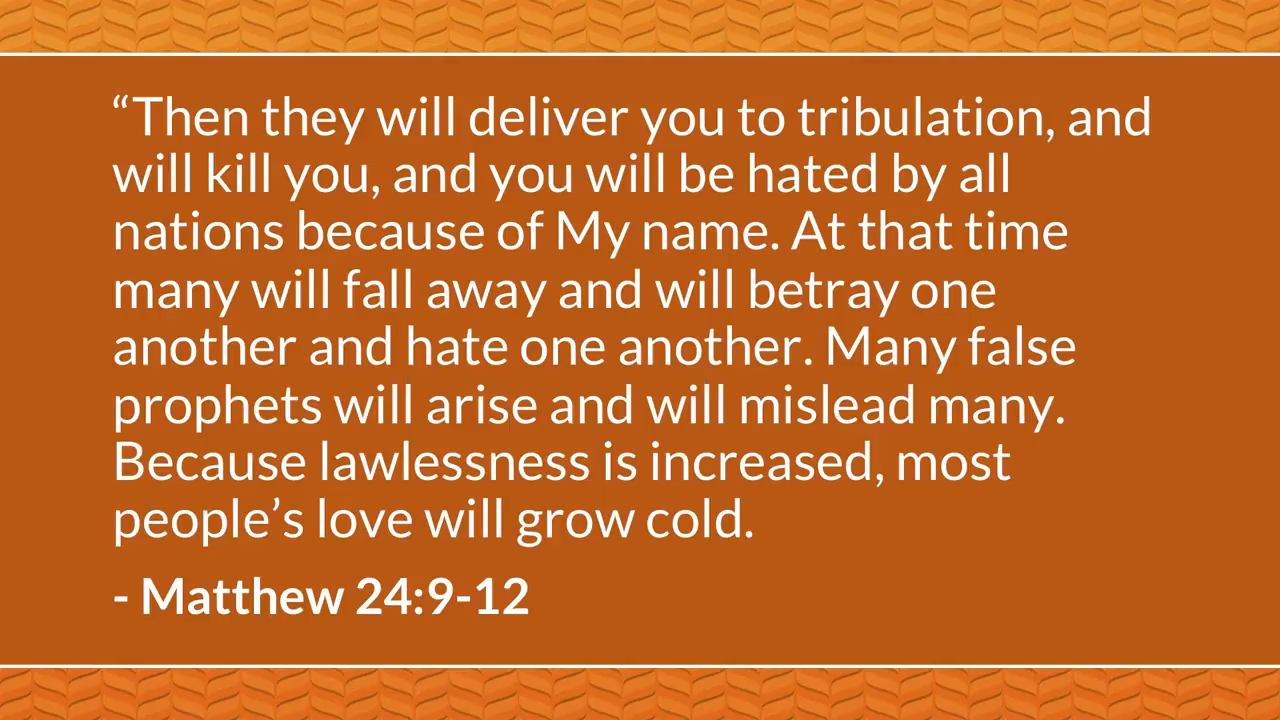 “Then they will deliver you to tribulation, and
will kill you, and you will be hated by all
nations because of My name. At that time
many will fall away and will betray one
another and hate one another. Many false
prophets will arise and will mislead many.
Because lawlessness is increased, most
people’s love will grow cold.
- Matthew 24:9-12